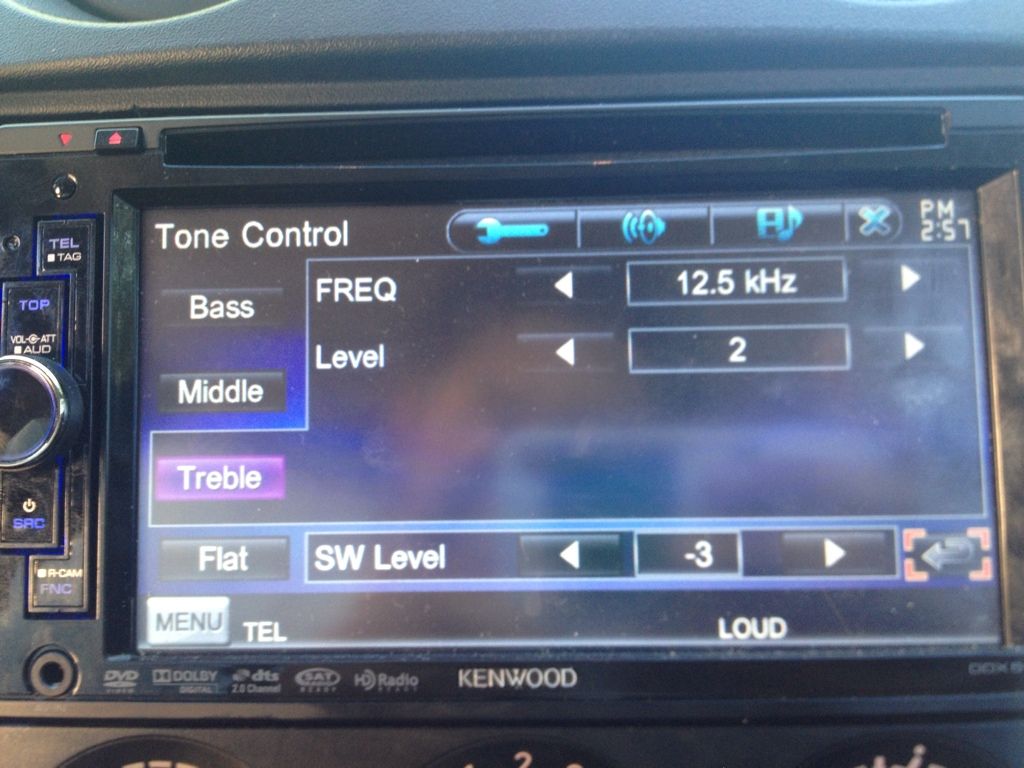 Tone Control
PM
2:57
TEL
TAG
TOP
VOL ATT
AUD
Bass
FREQ
12.5 kHz
Level
2
Middle
Treble
SRC
Flat
SW Level
-3
R-CAM
FNC
MENU
TEL
LOUD
DVD
VIDEO
DOLBY
DIGITAL
dts
2.0 Channel
SAT
READY
HD Radio
KENWOOD
2